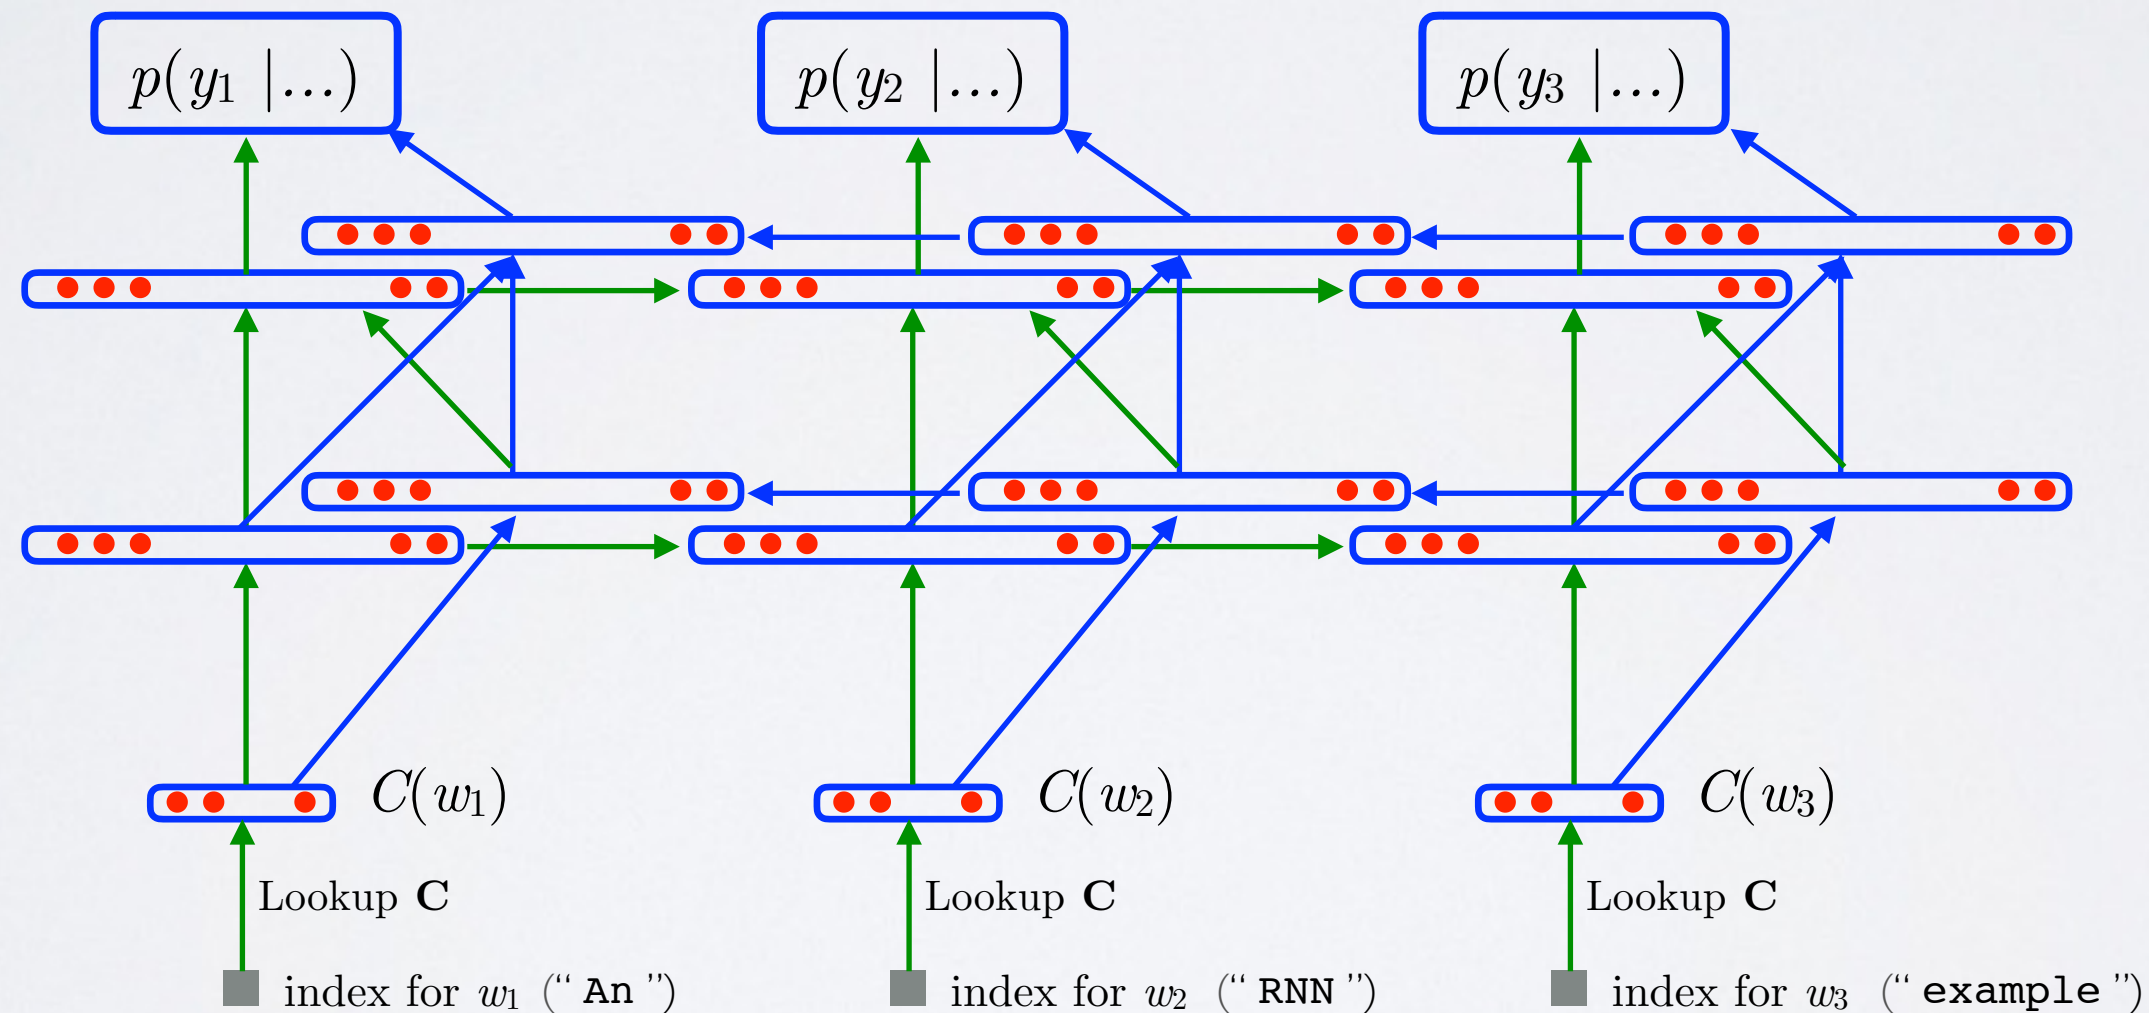 p(y₁ |...) p(y₂ |...) p(y₃ |...)
C(w₁) C(w₂) C(w₃)
Lookup C Lookup C Lookup C
index for w₁ (“ An ”) index for w₂ (“ RNN ”) index for w₃ (“ example ”)